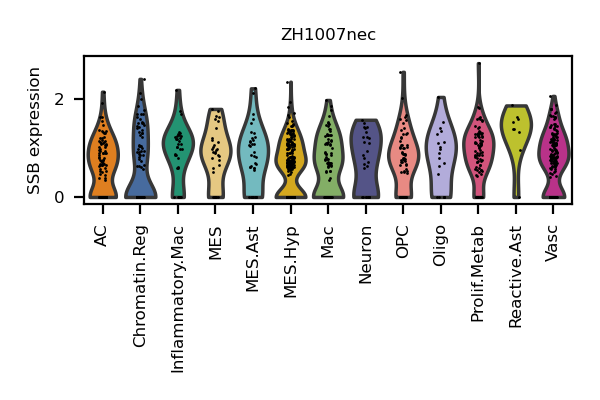 ZH1007nec
SSB expression
2
0
AC
Chromatin.Reg
Inflammatory.Mac
MES
MES.Ast
MES.Hyp
Mac
Neuron
OPC
Oligo
Prolif.Metab
Reactive.Ast
Vasc